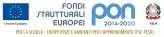 FONDI
STRUTTURALI
EUROPEI
pon
2014-2020
PER LA SCUOLA - COMPETENZE E AMBIENTI PER L'APPRENDIMENTO (FSE-FESR)